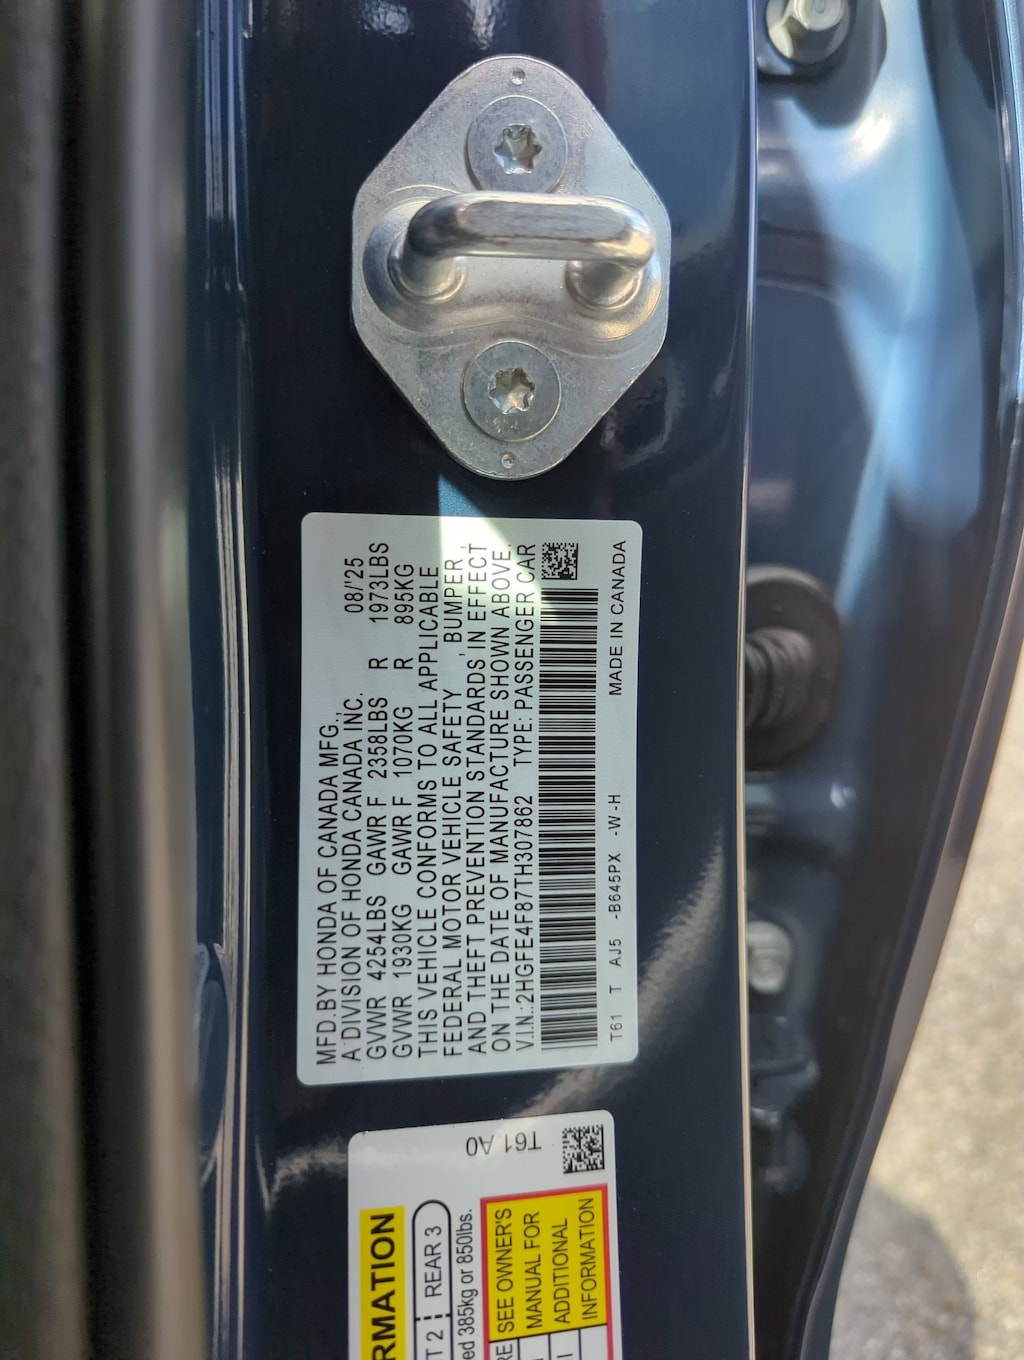 MFD.BY HONDA OF CANADA MFG.,
A DIVISION OF HONDA CANADA INC. 08/'25
GVWR 4254LBS GAWR F 2358LBS R 1973LBS
GVWR 1930KG GAWR F 1070KG R 895KG
THIS VEHICLE CONFORMS TO ALL APPLICABLE
FEDERAL MOTOR VEHICLE SAFETY , BUMPER,
AND THEFT PREVENTION STANDARDS IN EFFECT
ON THE DATE OF MANUFACTURE SHOWN ABOVE.
V.I.N.:2HGFE4F87TH307862 TYPE: PASSENGER CAR
T61 T AJ5 -B645PX -W-H MADE IN CANADA
T61 A0
RMATION
T 2 REAR 3
ed 385kg or 850lbs.
RE SEE OWNER'S
MANUAL FOR
ADDITIONAL
INFORMATION